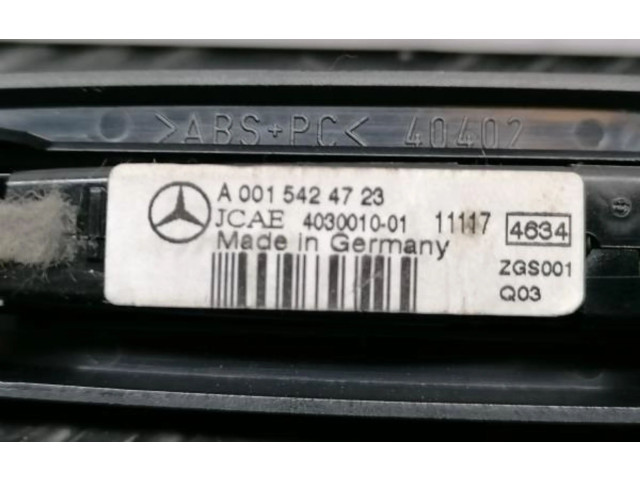 >ABS+PC< 40402
A 001 542 47 23
JCAE 4030010-01 11117 4634
Made in Germany
ZGS001
Q03